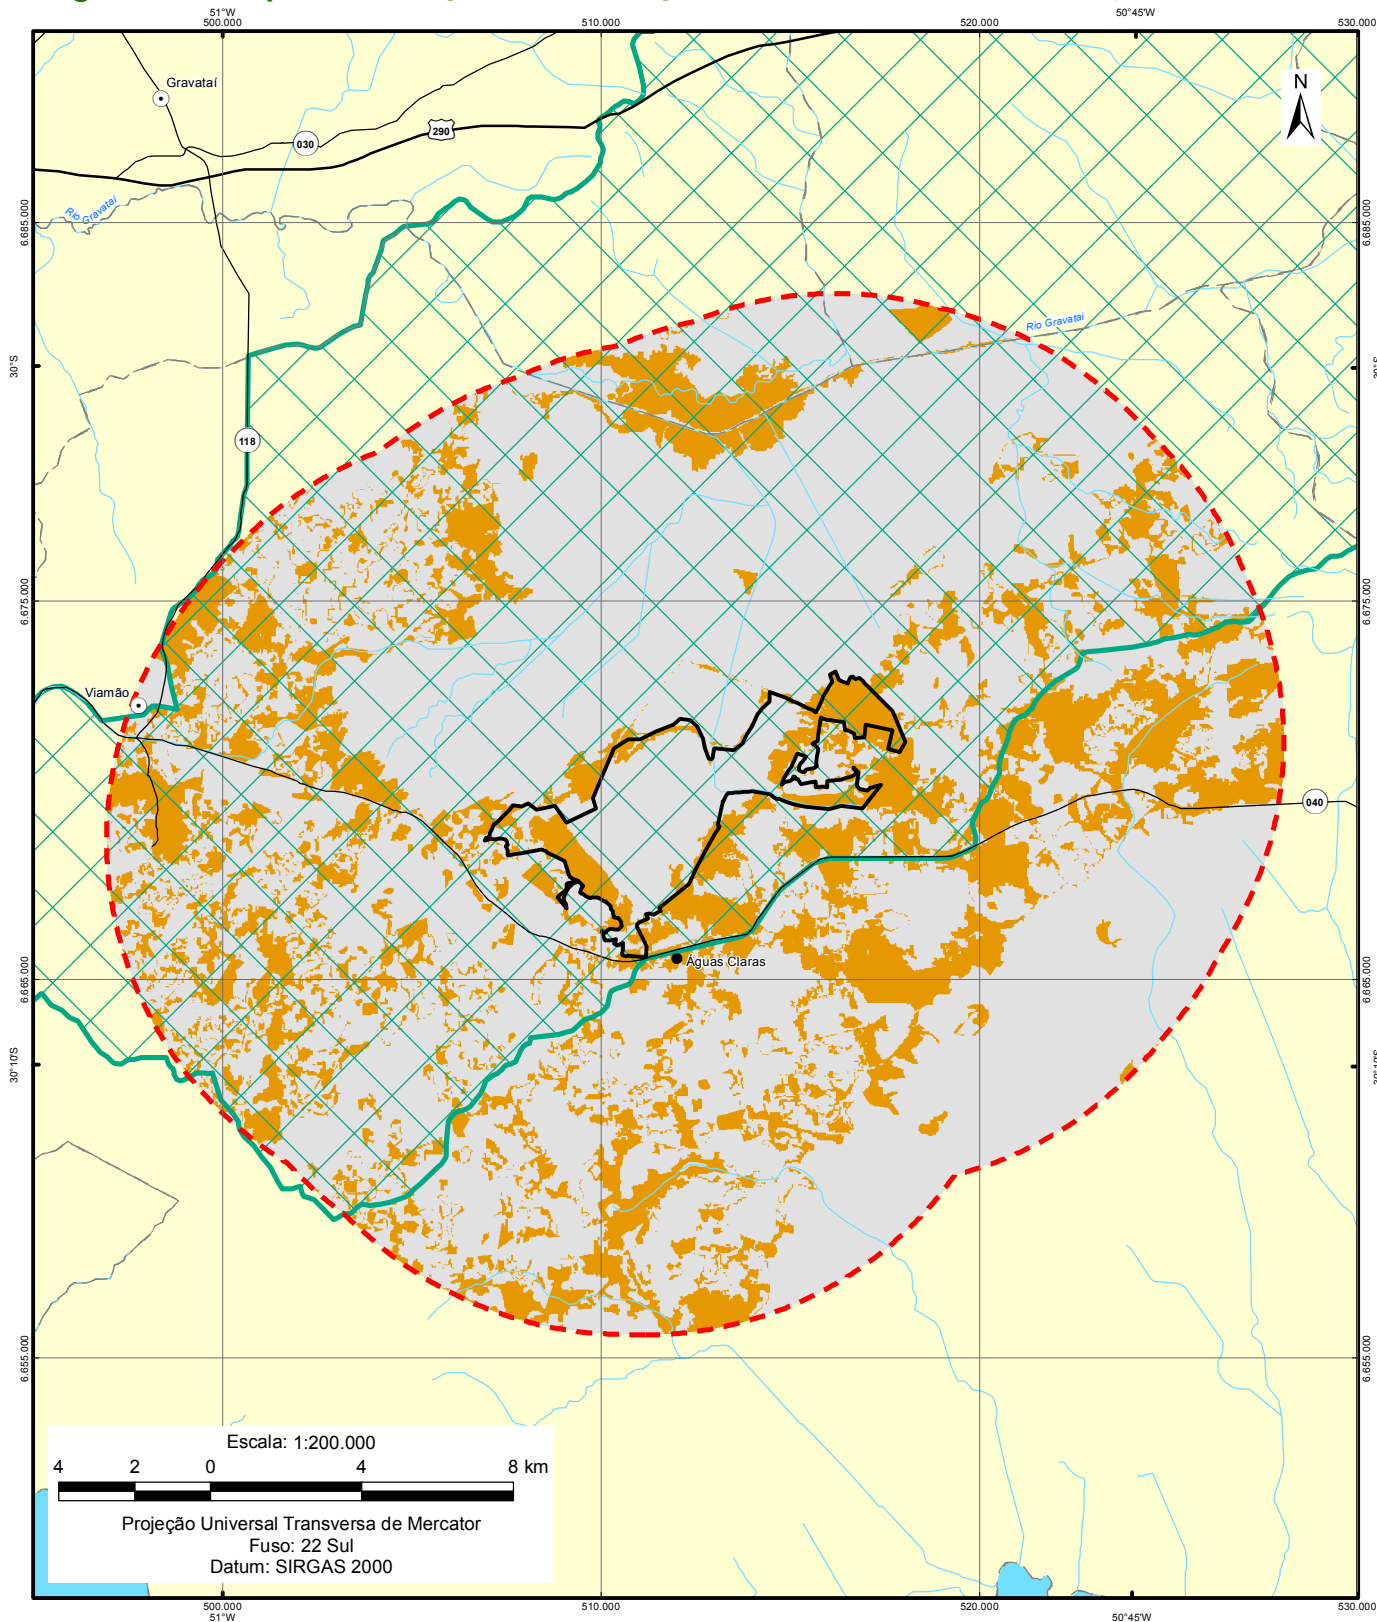 51°W
50°45'W
500.000
510.000
520.000
530.000
Gravataí
N
290
030
Rio Gravataí
6.685.000
6.685.000
Rio Gravataí
30°S
118
6.675.000
6.675.000
Viamão
040
Águas Claras
6.665.000
6.665.000
30°10'S
6.655.000
6.655.000
Escala: 1:200.000
4 2 0 4 8 km
Projeção Universal Transversa de Mercator
Fuso: 22 Sul
Datum: SIRGAS 2000
500.000
510.000
520.000
530.000
51°W
50°45'W